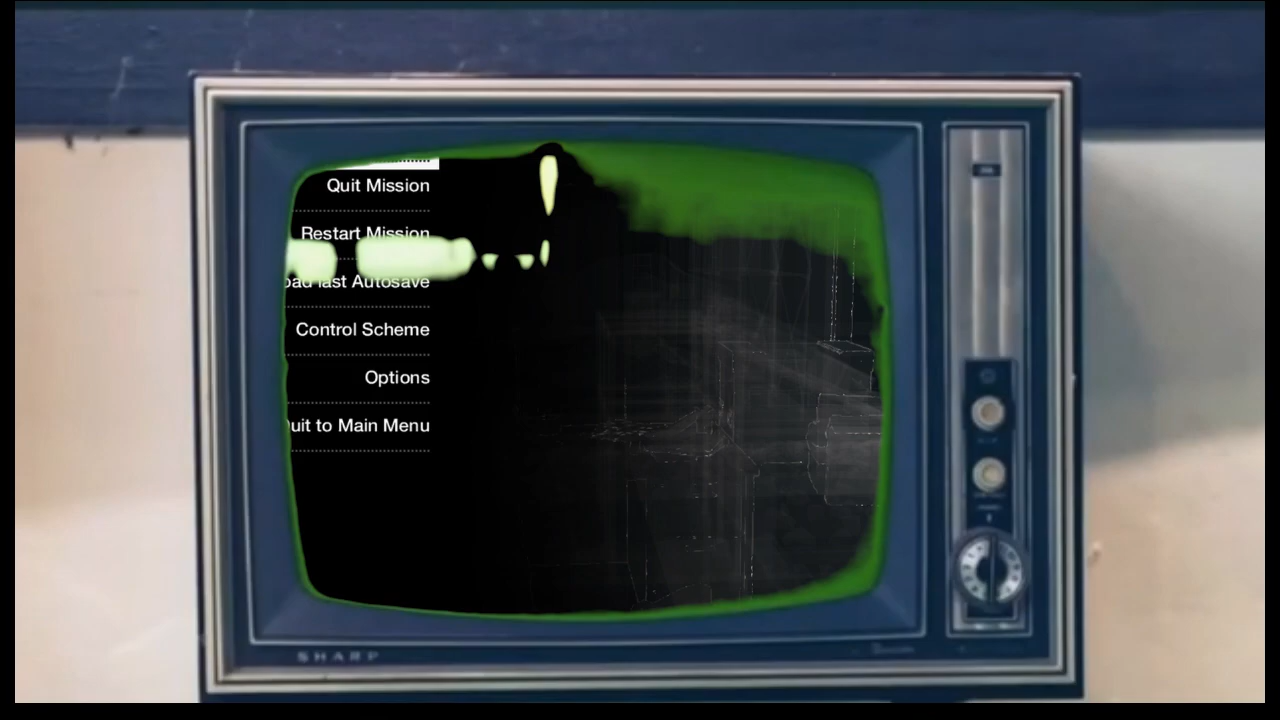 Quit Mission
Restart Mission
oad last Autosave
Control Scheme
Options
uit to Main Menu
SHARP